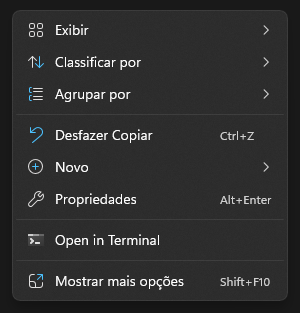 Exibir
Classificar por
Agrupar por
Desfazer Copiar Ctrl+Z
Novo
Propriedades Alt+Enter
Open in Terminal
Mostrar mais opções Shift+F10